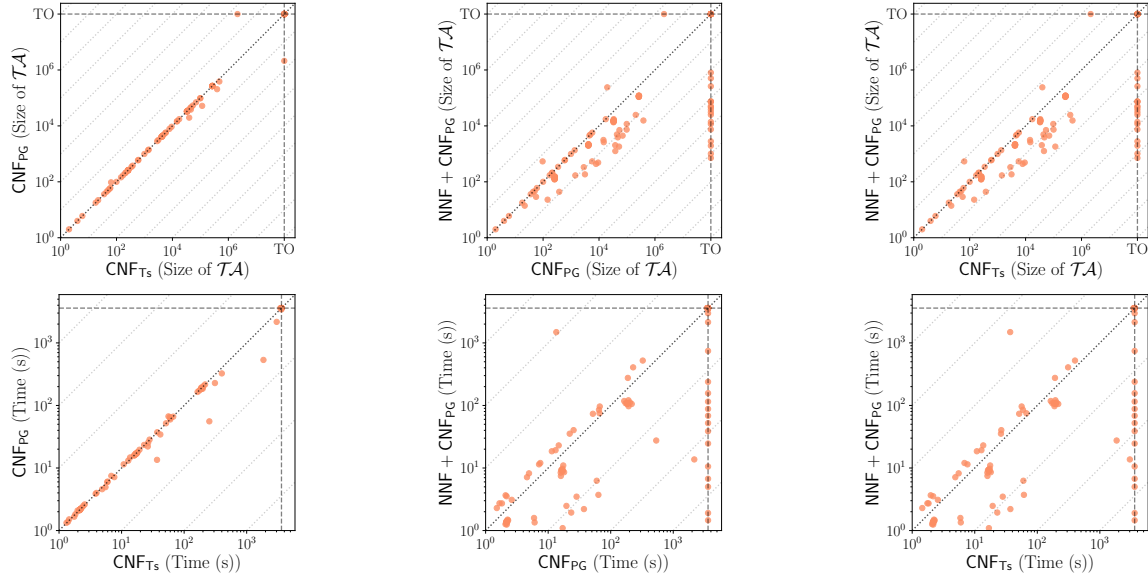 TO
10^6
10^4
10^2
10^0
CNF_PG (Size of 𝒯𝒜)
10^0 10^2 10^4 10^6 TO
CNF_Ts (Size of 𝒯𝒜)
TO
10^6
10^4
10^2
10^0
NNF + CNF_PG (Size of 𝒯𝒜)
10^0 10^2 10^4 10^6 TO
CNF_PG (Size of 𝒯𝒜)
TO
10^6
10^4
10^2
10^0
NNF + CNF_PG (Size of 𝒯𝒜)
10^0 10^2 10^4 10^6 TO
CNF_Ts (Size of 𝒯𝒜)
10^3
10^2
10^1
10^0
CNF_PG (Time (s))
10^0 10^1 10^2 10^3
CNF_Ts (Time (s))
10^3
10^2
10^1
10^0
NNF + CNF_PG (Time (s))
10^0 10^1 10^2 10^3
CNF_PG (Time (s))
10^3
10^2
10^1
10^0
NNF + CNF_PG (Time (s))
10^0 10^1 10^2 10^3
CNF_Ts (Time (s))